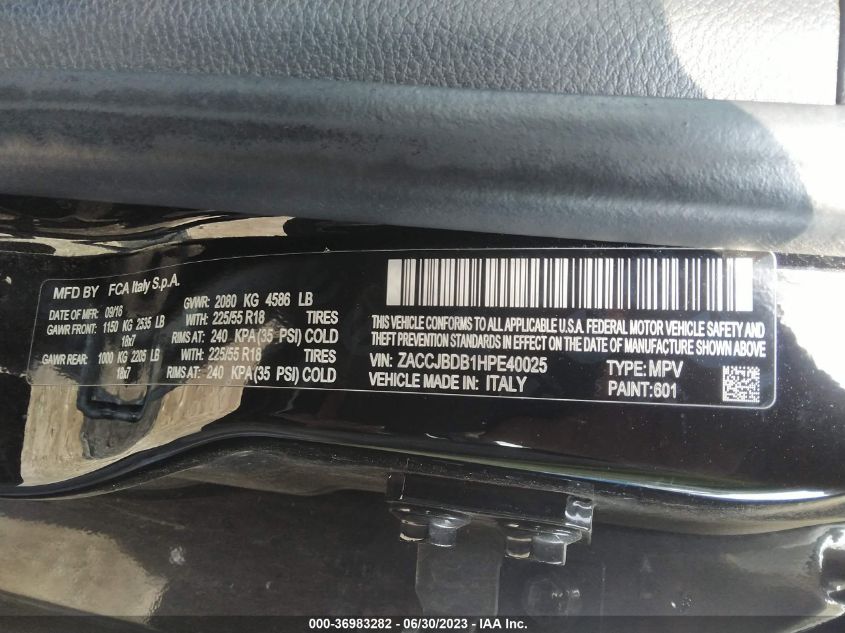 MFD BY FCA Italy S.p.A.
DATE OF MFR: 09/16 GVWR: 2080 KG 4586 LB
GAWR FRONT: 1150 KG 2535 LB WITH: 225/55 R18 TIRES
18x7 RIMS AT: 240 KPA (35 PSI) COLD
GAWR REAR: 1000 KG 2205 LB WITH: 225/55 R18 TIRES
18x7 RIMS AT: 240 KPA (35 PSI) COLD
THIS VEHICLE CONFORMS TO ALL APPLICABLE U.S.A. FEDERAL MOTOR VEHICLE SAFETY AND
THEFT PREVENTION STANDARDS IN EFFECT ON THE DATE OF MANUFACTURE SHOWN ABOVE.
VIN: ZACCJBDB1HPE40025 TYPE: MPV
VEHICLE MADE IN: ITALY PAINT: 601
000-36983282 - 06/30/2023 - IAA Inc.